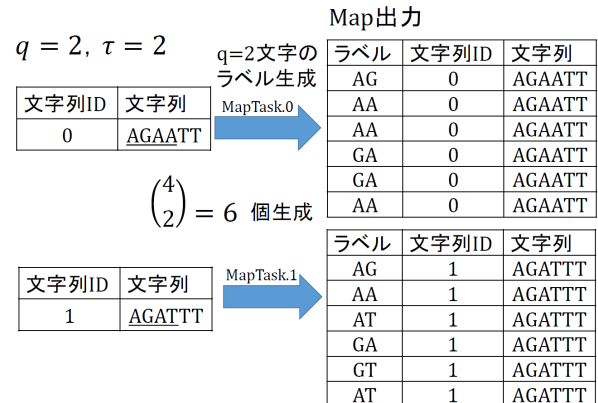 Map出力
q = 2, τ = 2
q=2文字の
ラベル生成
MapTask.0
文字列ID 文字列
0 AGAATT
ラベル 文字列ID 文字列
AG 0 AGAATT
AA 0 AGAATT
AA 0 AGAATT
GA 0 AGAATT
GA 0 AGAATT
AA 0 AGAATT
(4 2) = 6 個生成
MapTask.1
文字列ID 文字列
1 AGATTT
ラベル 文字列ID 文字列
AG 1 AGATTT
AA 1 AGATTT
AT 1 AGATTT
GA 1 AGATTT
GT 1 AGATTT
AT 1 AGATTT